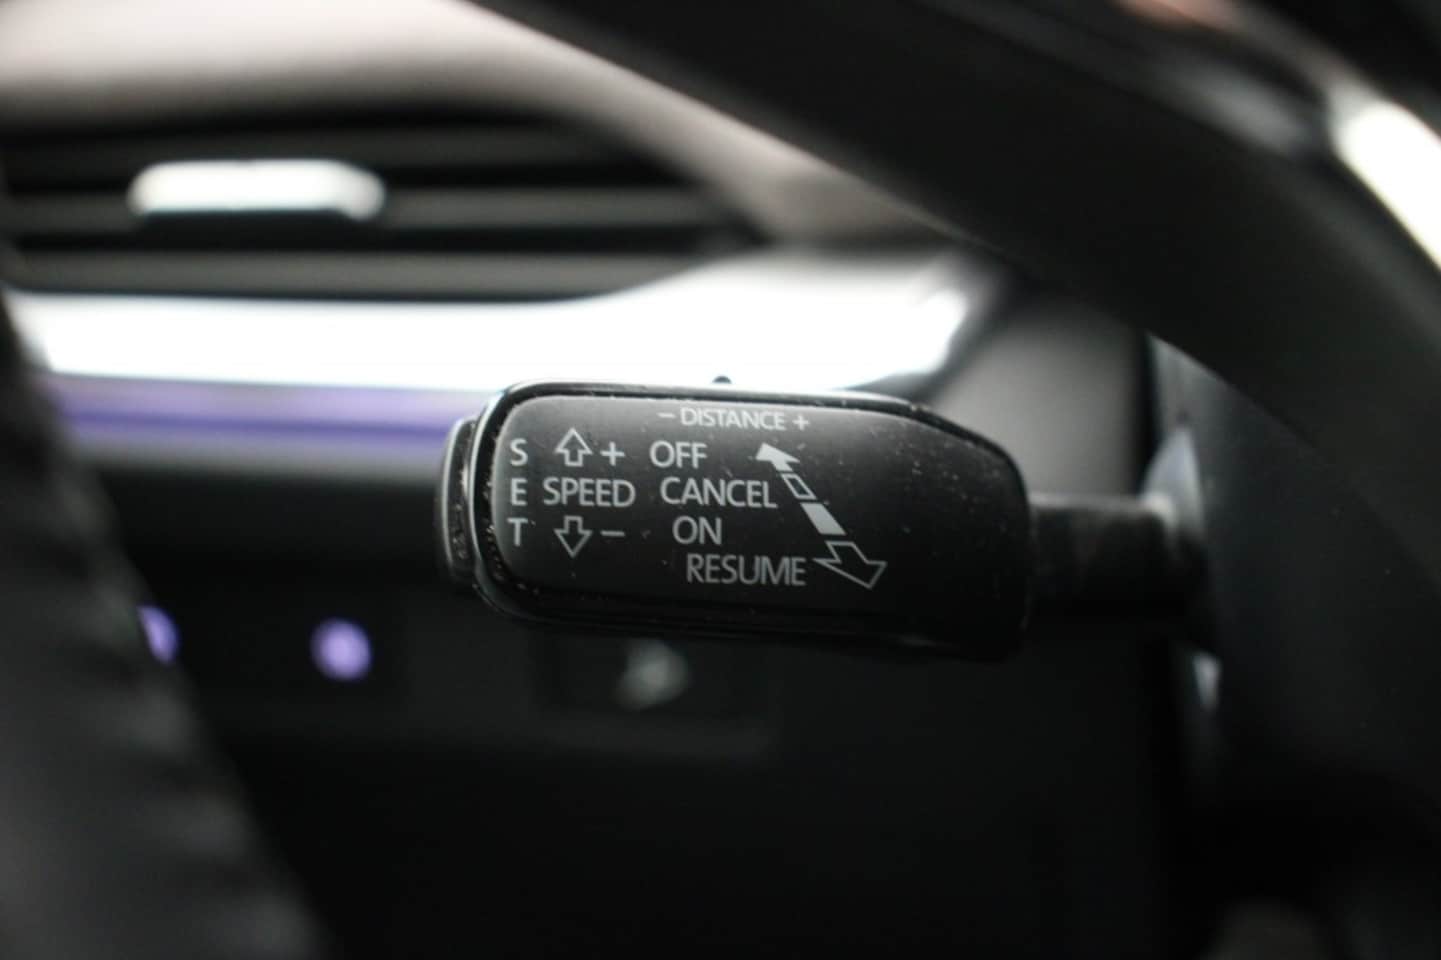 − DISTANCE +
S + OFF
E SPEED CANCEL
T − ON
RESUME